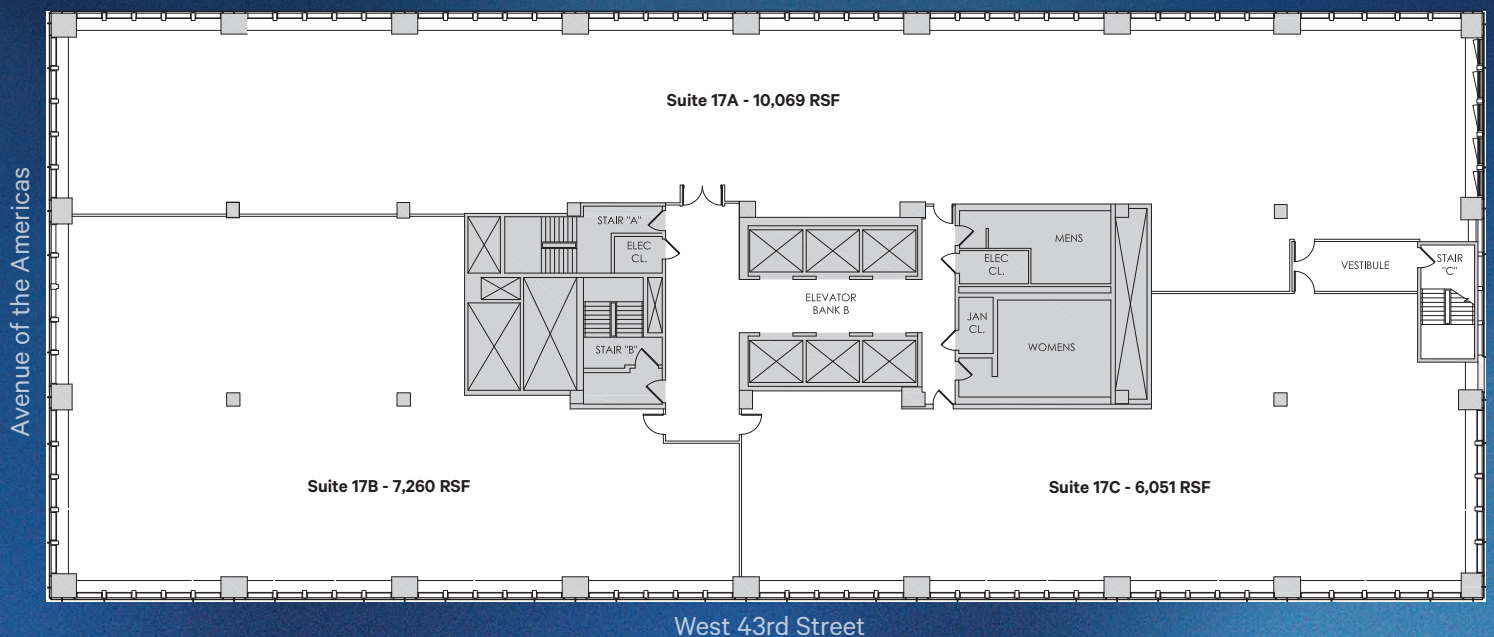 Suite 17A - 10,069 RSF
Avenue of the Americas
STAIR "A"
ELEC
CL.
MENS
ELEC
CL.
VESTIBULE
STAIR
"C"
ELEVATOR
BANK B
JAN
CL.
WOMENS
STAIR "B"
Suite 17B - 7,260 RSF
Suite 17C - 6,051 RSF
West 43rd Street